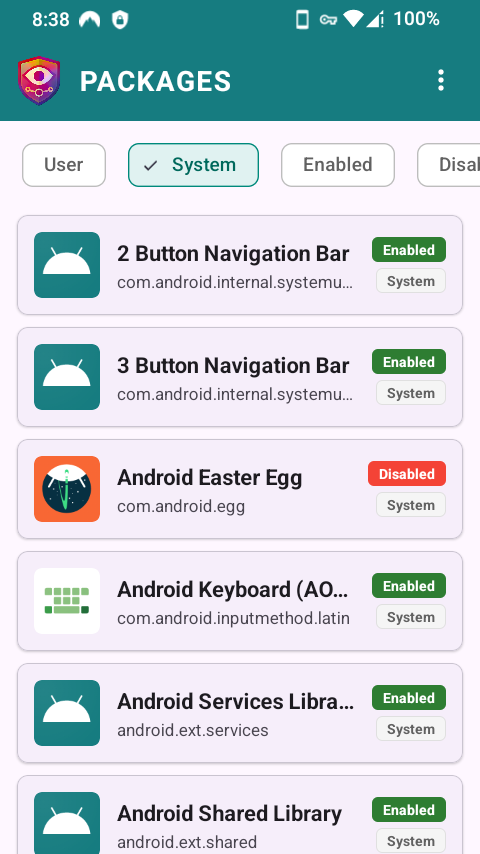 8:38
100%
PACKAGES
User
System
Enabled
Disab
2 Button Navigation Bar
com.android.internal.systemu...
Enabled
System
3 Button Navigation Bar
com.android.internal.systemu...
Enabled
System
Android Easter Egg
com.android.egg
Disabled
System
Android Keyboard (AO...
com.android.inputmethod.latin
Enabled
System
Android Services Libra...
android.ext.services
Enabled
System
Android Shared Library
android.ext.shared
Enabled
System